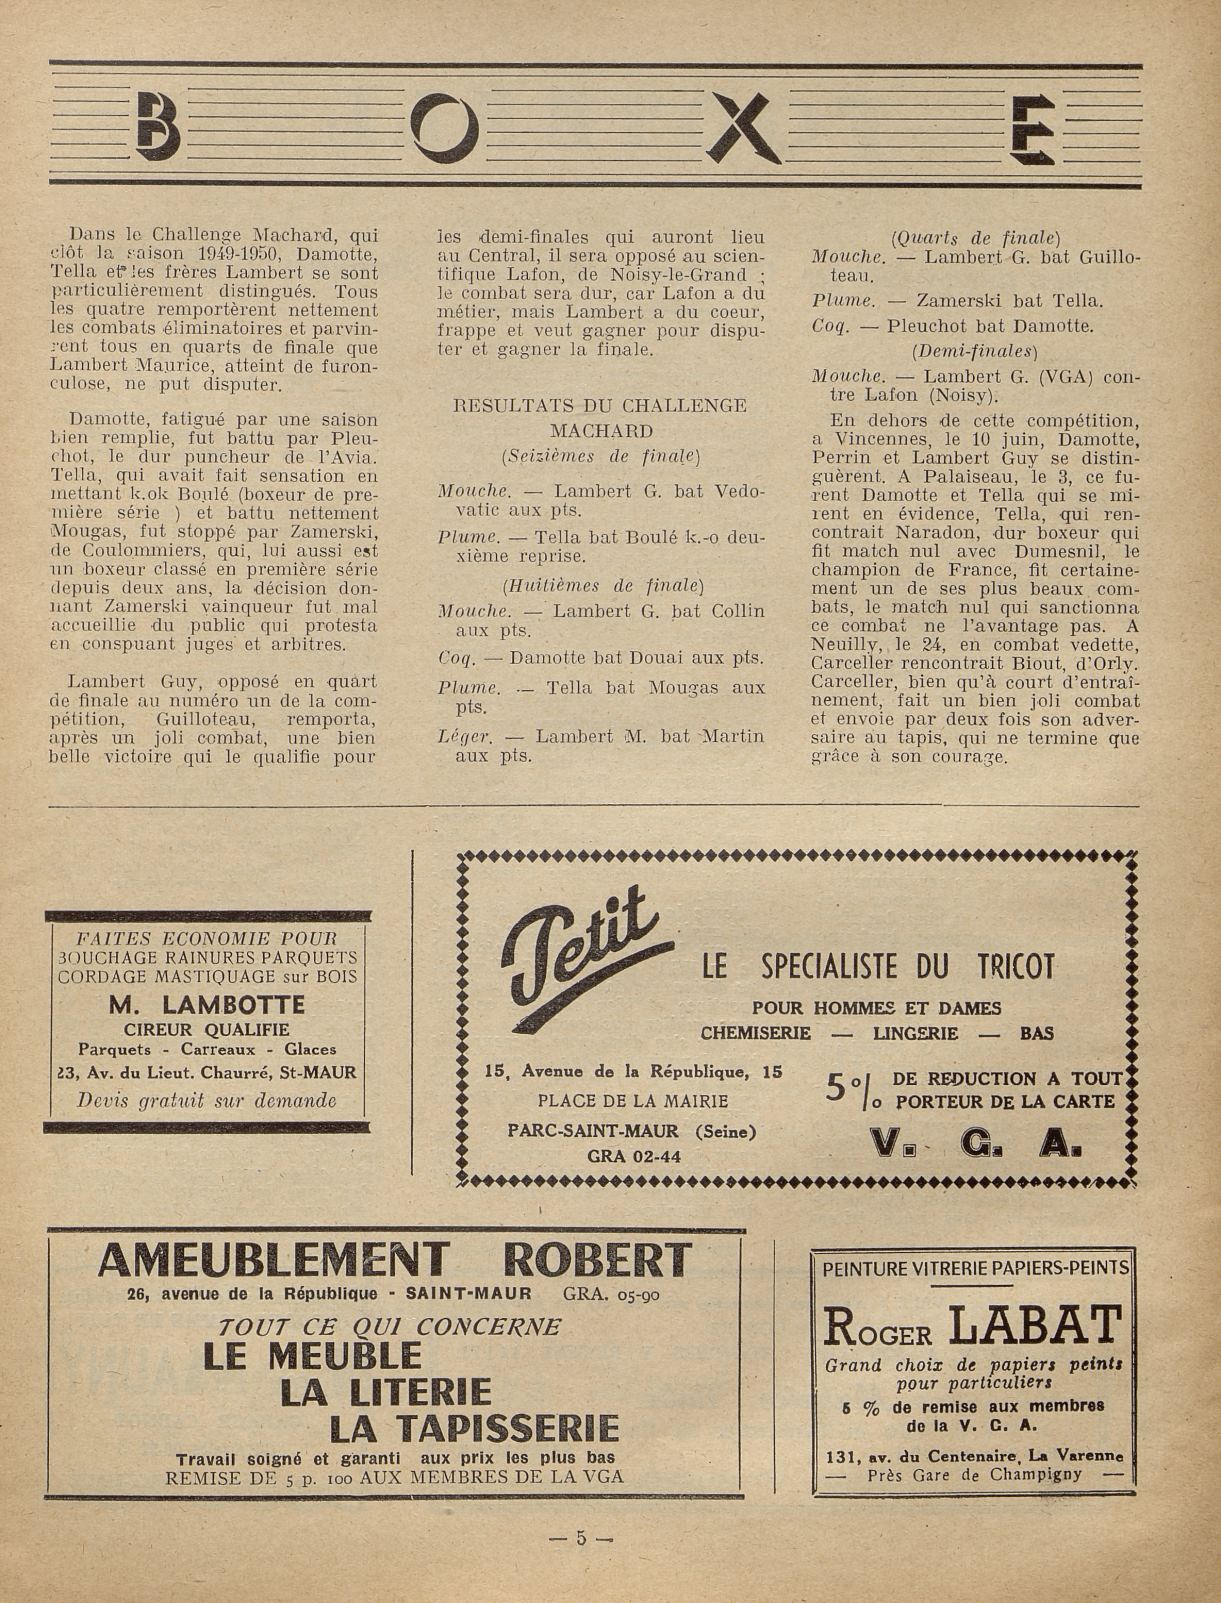 BOXE
Dans le Challenge Machard, qui
clôt la saison 1949-1950, Damotte,
Tella et les frères Lambert se sont
particulièrement distingués. Tous
les quatre remportèrent nettement
les combats éliminatoires et parvin-
rent tous en quarts de finale que
Lambert Maurice, atteint de furon-
culose, ne put disputer.
Damotte, fatigué par une saison
bien remplie, fut battu par Pleu-
chot, le dur puncheur de l'Avia.
Tella, qui avait fait sensation en
mettant k.ok Boulé (boxeur de pre-
mière série ) et battu nettement
Mougas, fut stoppé par Zamerski,
de Coulommiers, qui, lui aussi est
un boxeur classé en première série
depuis deux ans, la décision don-
nant Zamerski vainqueur fut mal
accueillie du public qui protesta
en conspuant juges et arbitres.
Lambert Guy, opposé en quart
de finale au numéro un de la com-
pétition, Guilloteau, remporta,
après un joli combat, une bien
belle victoire qui le qualifie pour
les demi-finales qui auront lieu
au Central, il sera opposé au scien-
tifique Lafon, de Noisy-le-Grand ;
le combat sera dur, car Lafon a du
métier, mais Lambert a du coeur,
frappe et veut gagner pour dispu-
ter et gagner la finale.
RESULTATS DU CHALLENGE
MACHARD
(Seizièmes de finale)
Mouche. — Lambert G. bat Vedo-
vatic aux pts.
Plume. — Tella bat Boulé k.-o deu-
xième reprise.
(Huitièmes de finale)
Mouche. — Lambert G. bat Collin
aux pts.
Coq. — Damotte bat Douai aux pts.
Plume. — Tella bat Mougas aux
pts.
Léger. — Lambert M. bat Martin
aux pts.
(Quarts de finale)
Mouche. — Lambert G. bat Guillo-
teau.
Plume. — Zamerski bat Tella.
Coq. — Pleuchot bat Damotte.
(Demi-finales)
Mouche. — Lambert G. (VGA) con-
tre Lafon (Noisy).
En dehors de cette compétition,
a Vincennes, le 10 juin, Damotte,
Perrin et Lambert Guy se distin-
guèrent. A Palaiseau, le 3, ce fu-
rent Damotte et Tella qui se mi-
rent en évidence, Tella, qui ren-
contrait Naradon, dur boxeur qui
fit match nul avec Dumesnil, le
champion de France, fit certaine-
ment un de ses plus beaux com-
bats, le match nul qui sanctionna
ce combat ne l'avantage pas. A
Neuilly, le 24, en combat vedette,
Carceller rencontrait Biout, d'Orly.
Carceller, bien qu'à court d'entraî-
nement, fait un bien joli combat
et envoie par deux fois son adver-
saire au tapis, qui ne termine que
grâce à son courage.
FAITES ECONOMIE POUR
BOUCHAGE RAINURES PARQUETS
CORDAGE MASTIQUAGE sur BOIS
M. LAMBOTTE
CIREUR QUALIFIE
Parquets - Carreaux - Glaces
23, Av. du Lieut. Chaurré, St-MAUR
Devis gratuit sur demande
Petit
LE SPECIALISTE DU TRICOT
POUR HOMMES ET DAMES
CHEMISERIE — LINGERIE — BAS
15, Avenue de la République, 15
PLACE DE LA MAIRIE
PARC-SAINT-MAUR (Seine)
GRA 02-44
5 % DE REDUCTION A TOUT
PORTEUR DE LA CARTE
V. G. A.
AMEUBLEMENT ROBERT
26, avenue de la République - SAINT-MAUR GRA. 05-90
TOUT CE QUI CONCERNE
LE MEUBLE
LA LITERIE
LA TAPISSERIE
Travail soigné et garanti aux prix les plus bas
REMISE DE 5 p. 100 AUX MEMBRES DE LA VGA
PEINTURE VITRERIE PAPIERS-PEINTS
ROGER LABAT
Grand choix de papiers peints
pour particuliers
5 % de remise aux membres
de la V. G. A.
131, av. du Centenaire, La Varenne
— Près Gare de Champigny —
— 5 —